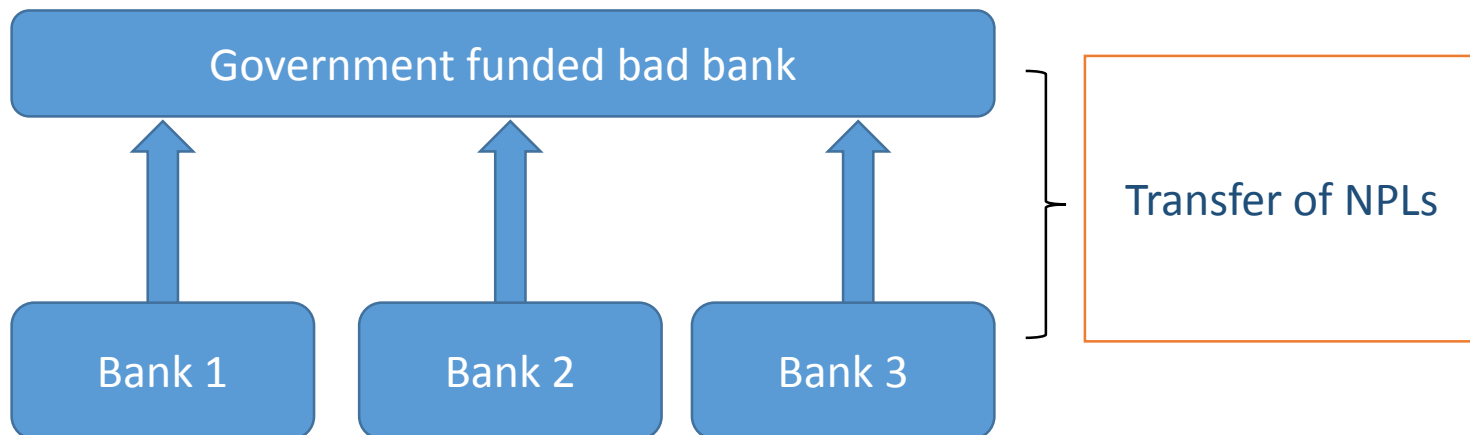 Government funded bad bank
Transfer of NPLs
Bank 1
Bank 2
Bank 3